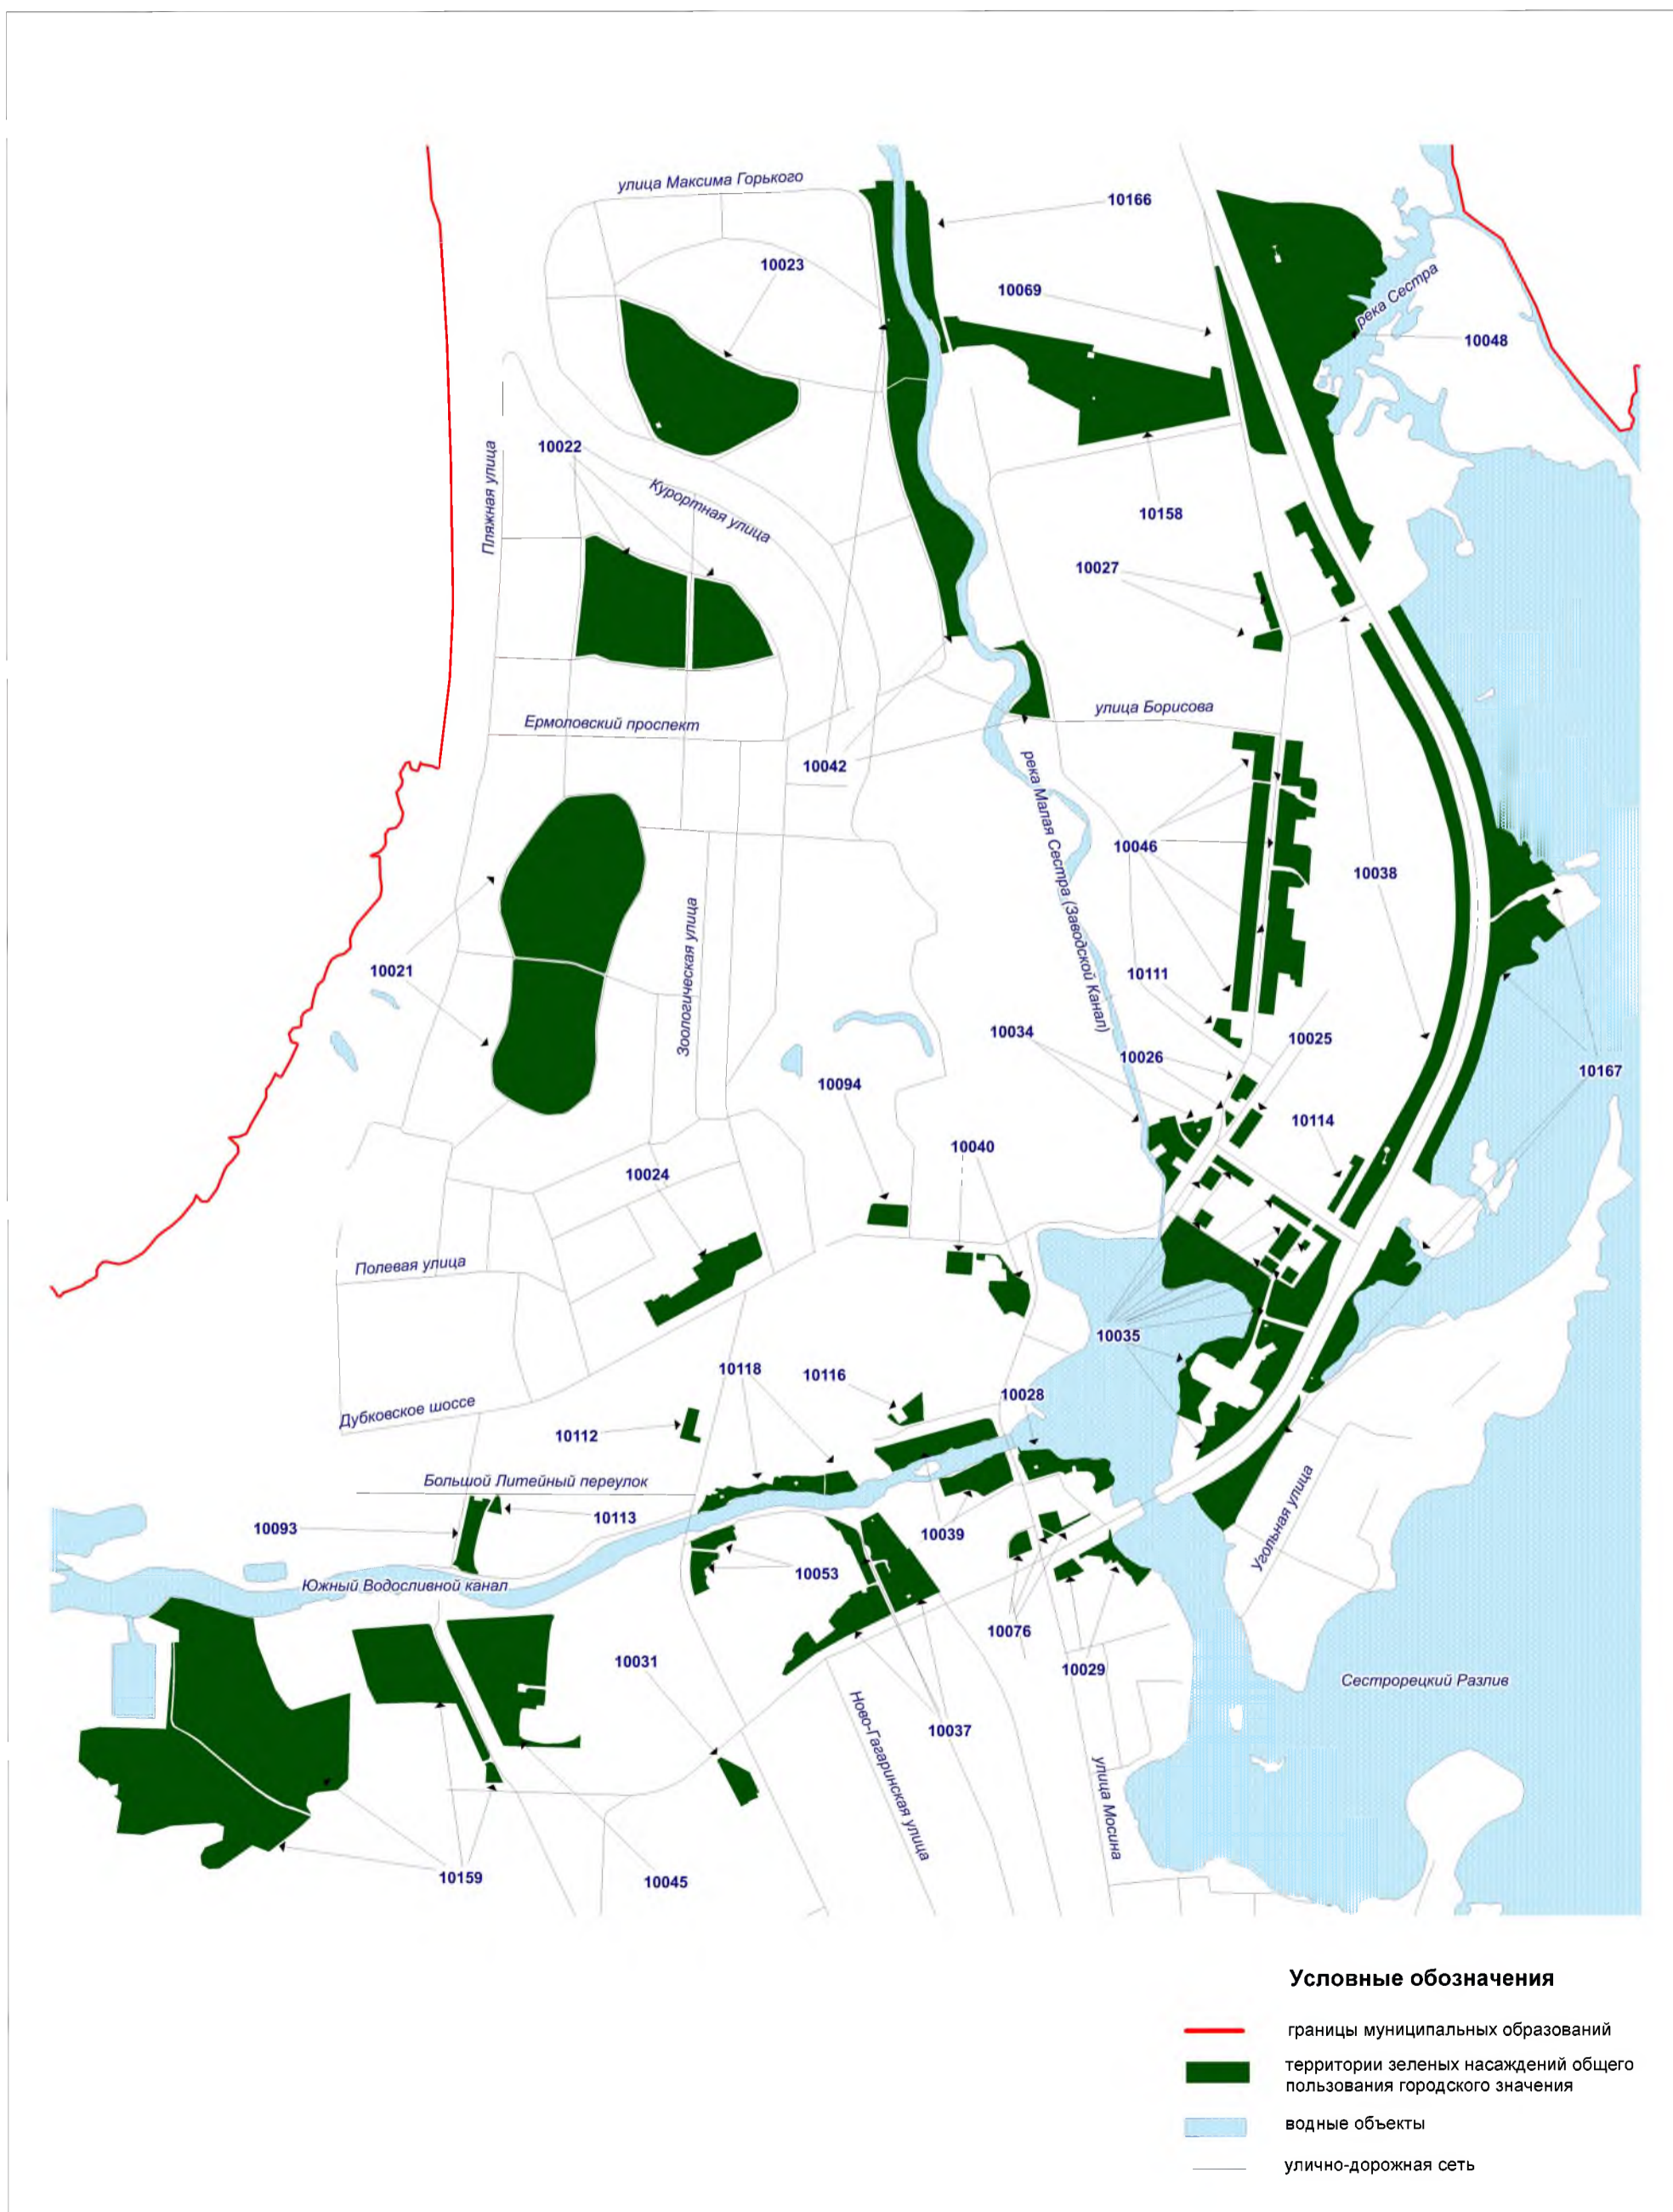 улица Максима Горького
10166
10023
10069
река Сестра
10048
10022
Пляжная улица
Курортная улица
10158
10027
Ермоловский проспект
улица Борисова
10042
река Малая Сестра (Заводской Канал)
10046
10038
Зоологическая улица
10021
10111
10034
10026
10025
10167
10094
10114
10040
10024
Полевая улица
10035
10118
10116
10028
Дубковское шоссе
10112
Большой Литейный переулок
10113
10093
10039
Угольная улица
10053
Южный Водосливной канал
10076
10031
10029
Сестрорецкий Разлив
Ново-Гагаринская улица
10037
улица Мосина
10159
10045
Условные обозначения
границы муниципальных образований
территории зеленых насаждений общего
пользования городского значения
водные объекты
улично-дорожная сеть